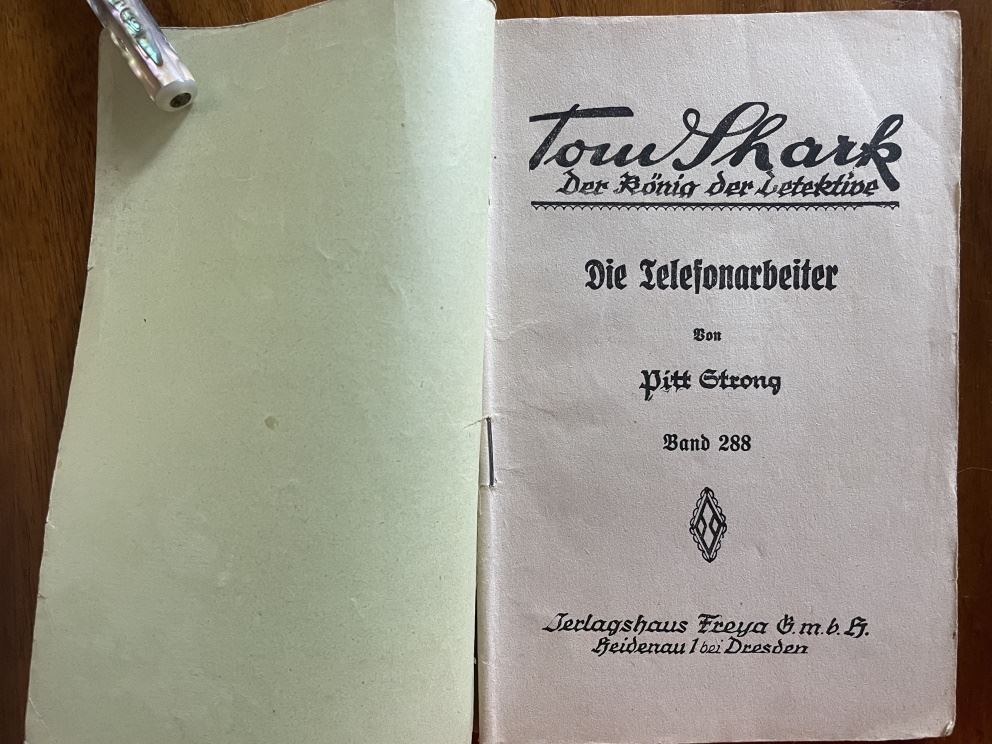 Tom Shark
Der König der Detektive
Die Telefonarbeiter
Von
Pitt Strong
Band 288
Verlagshaus Freya G.m.b.H.
Heidenau 1 bei Dresden